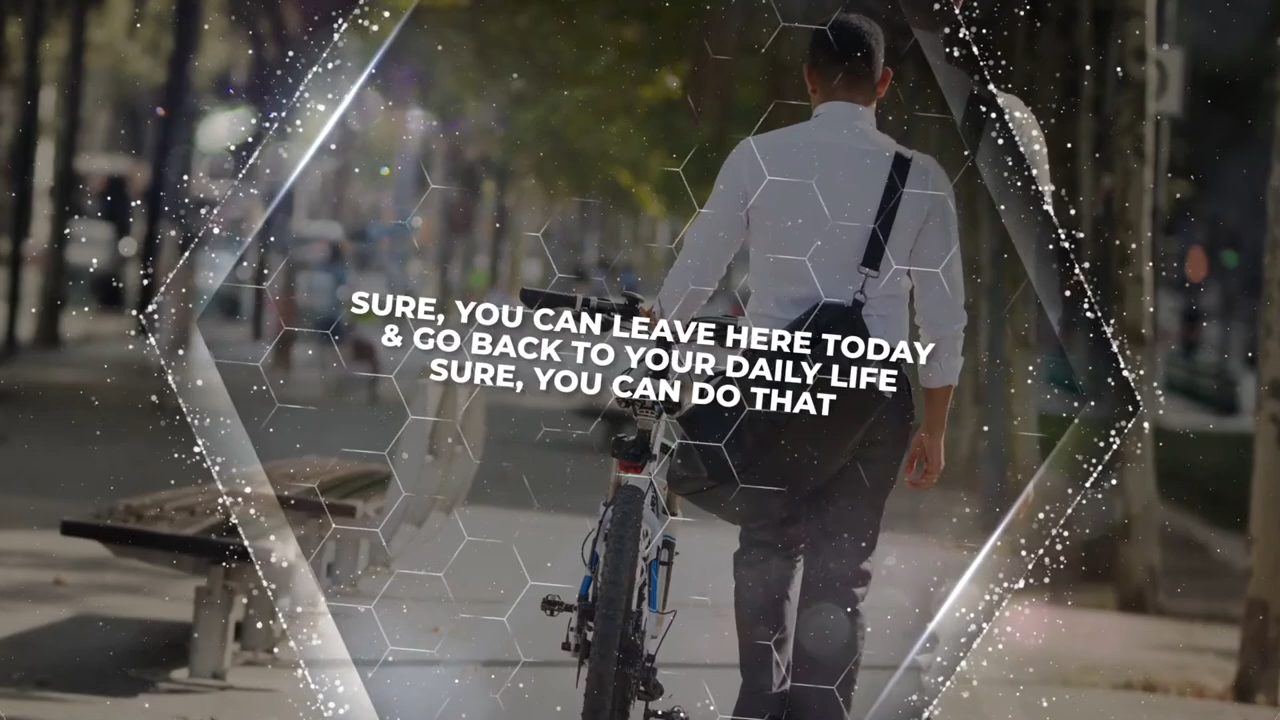 SURE, YOU CAN LEAVE HERE TODAY
& GO BACK TO YOUR DAILY LIFE
SURE, YOU CAN DO THAT